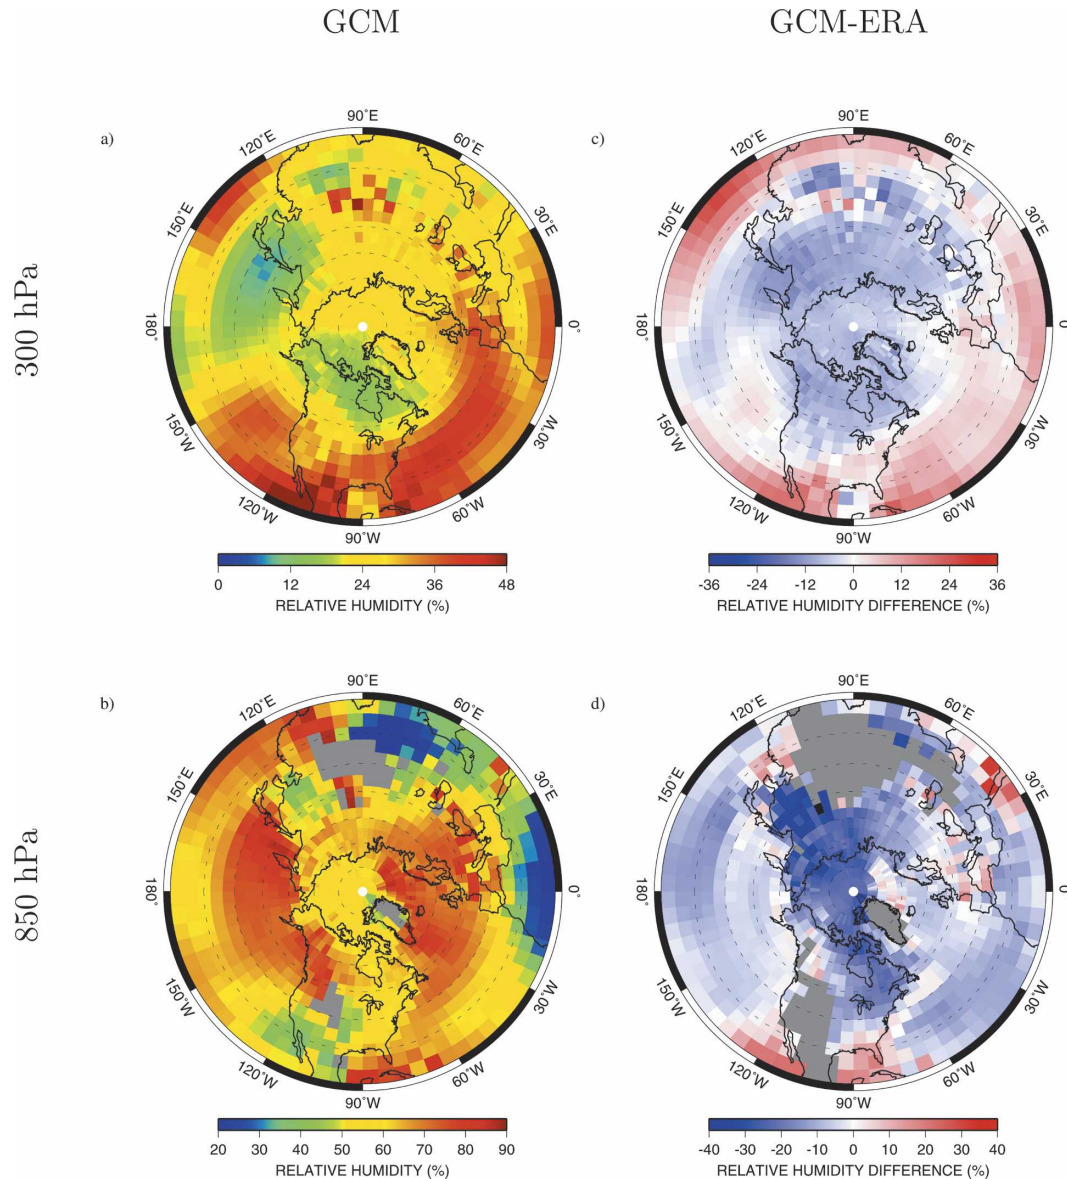 GCM
GCM-ERA
300 hPa
a)
90°E
120°E
60°E
150°E
30°E
180°
0°
150°W
30°W
120°W
60°W
90°W
0 12 24 36 48
RELATIVE HUMIDITY (%)
c)
90°E
120°E
60°E
150°E
30°E
180°
0°
150°W
30°W
120°W
60°W
90°W
-36 -24 -12 0 12 24 36
RELATIVE HUMIDITY DIFFERENCE (%)
850 hPa
b)
90°E
120°E
60°E
150°E
30°E
180°
0°
150°W
30°W
120°W
60°W
90°W
20 30 40 50 60 70 80 90
RELATIVE HUMIDITY (%)
d)
90°E
120°E
60°E
150°E
30°E
180°
0°
150°W
30°W
120°W
60°W
90°W
-40 -30 -20 -10 0 10 20 30 40
RELATIVE HUMIDITY DIFFERENCE (%)